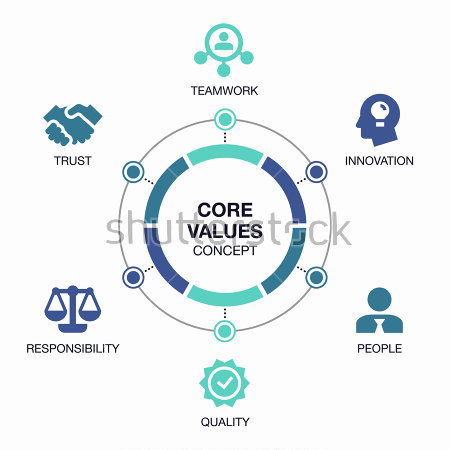 TEAMWORK
TRUST
INNOVATION
CORE
VALUES
CONCEPT
shutterstock
RESPONSIBILITY
PEOPLE
QUALITY